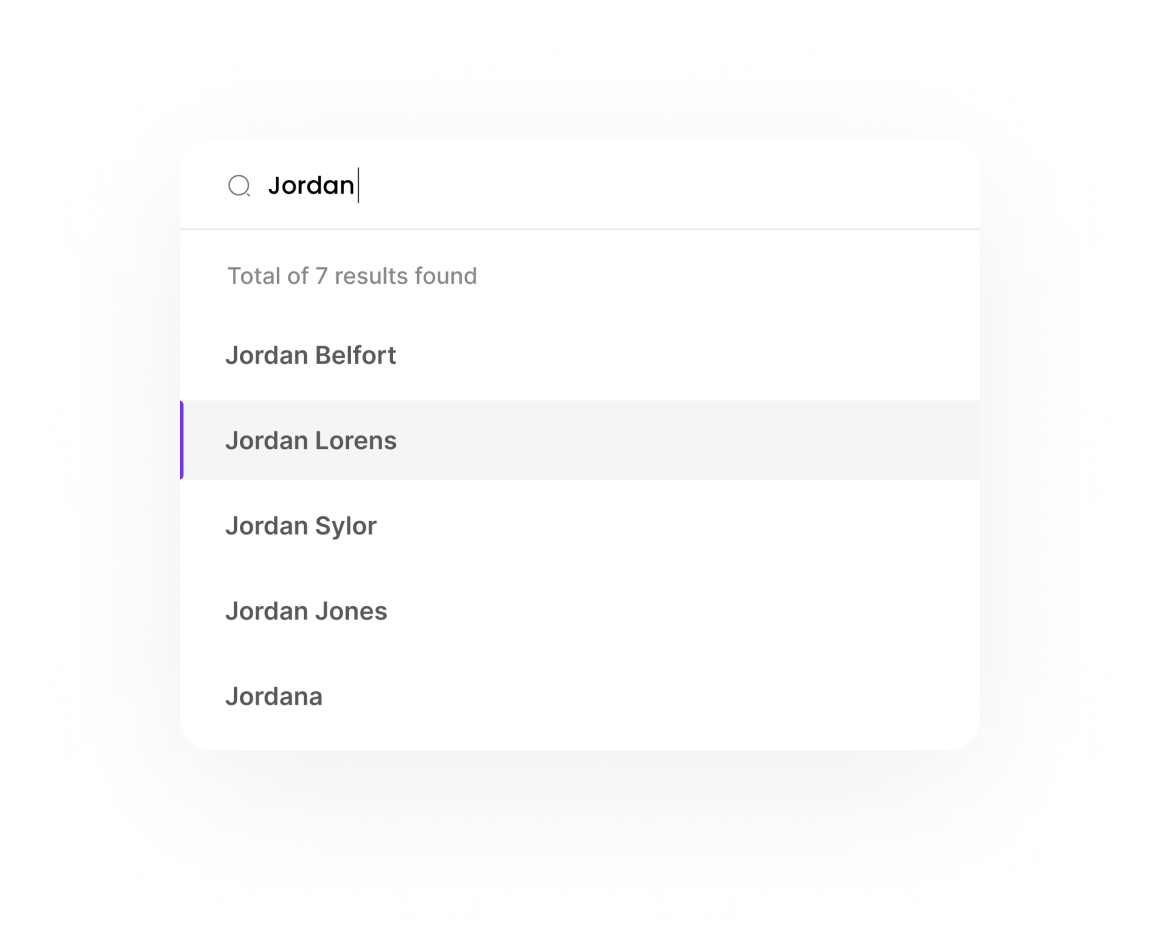 Jordan
Total of 7 results found
Jordan Belfort
Jordan Lorens
Jordan Sylor
Jordan Jones
Jordana